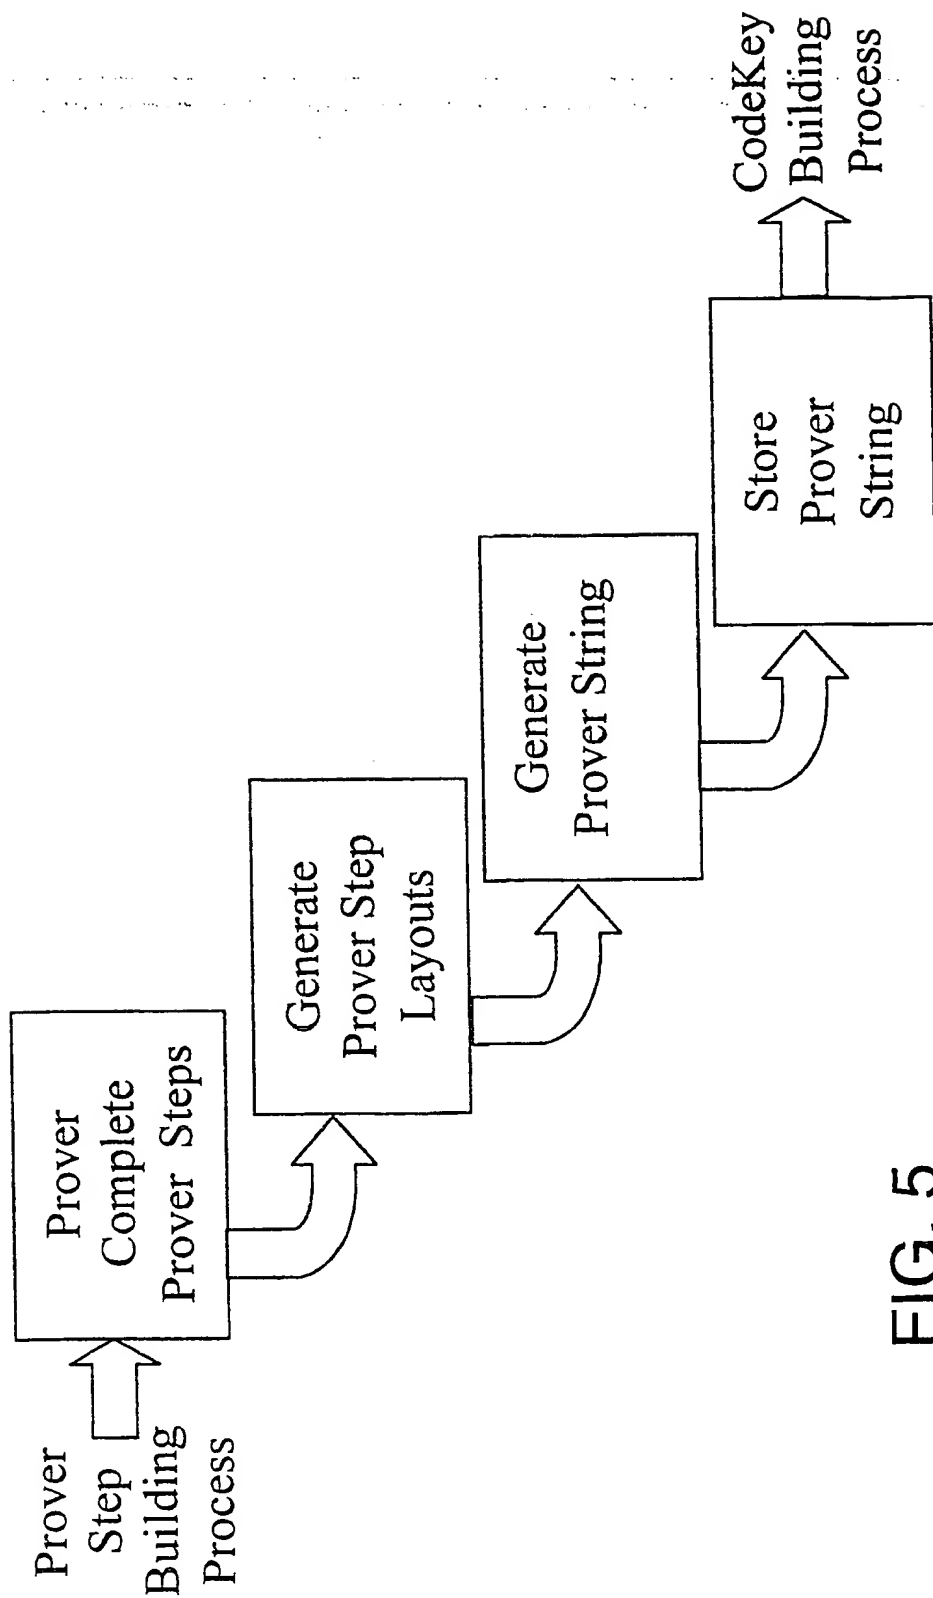 Prover
Step
Building
Process
Prover
Complete
Prover Steps
Generate
Prover Step
Layouts
Generate
Prover String
Store
Prover
String
CodeKey
Building
Process
FIG. 5